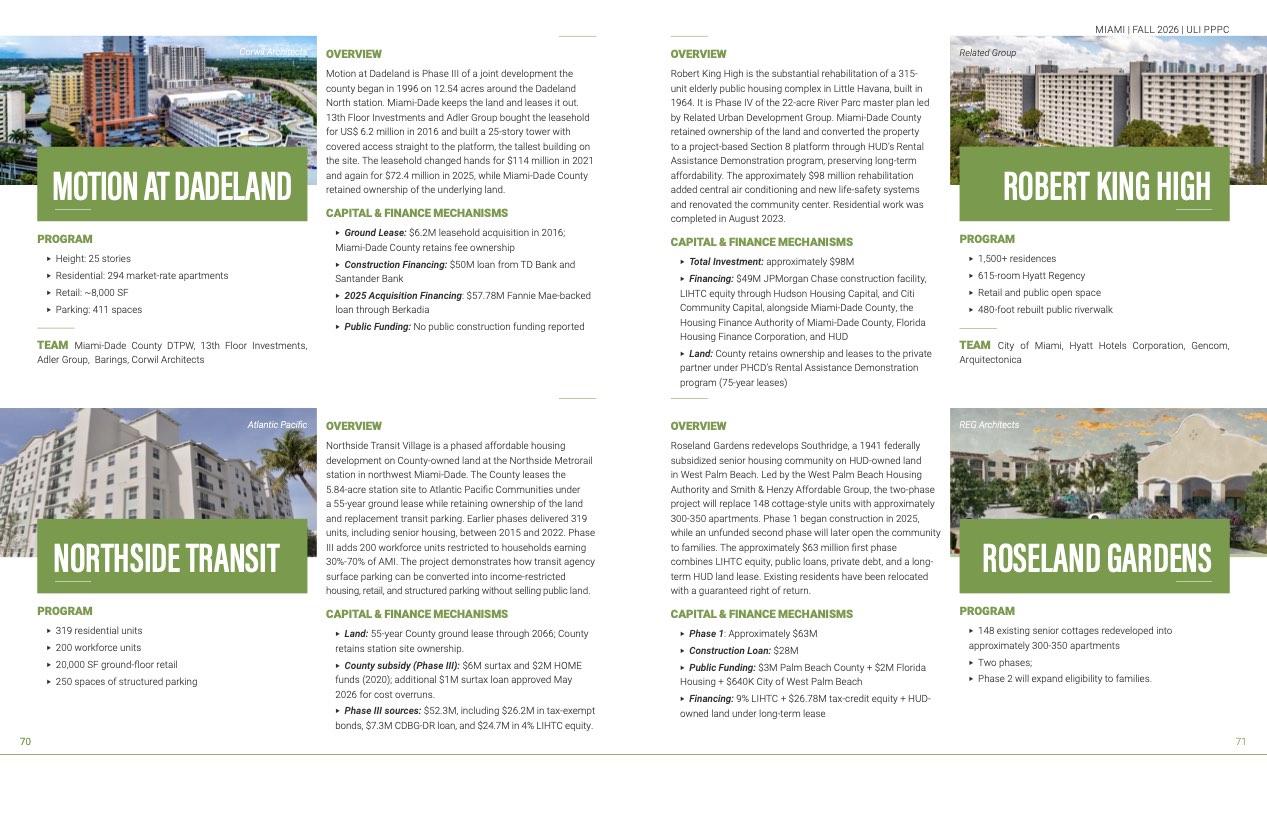 MIAMI | FALL 2026 | ULI PPPC
Corwil Architects
MOTION AT DADELAND
PROGRAM
‣ Height: 25 stories
‣ Residential: 294 market-rate apartments
‣ Retail: ~8,000 SF
‣ Parking: 411 spaces
TEAM Miami-Dade County DTPW, 13th Floor Investments,
Adler Group, Barings, Corwil Architects
OVERVIEW
Motion at Dadeland is Phase III of a joint development the
county began in 1996 on 12.54 acres around the Dadeland
North station. Miami-Dade keeps the land and leases it out.
13th Floor Investments and Adler Group bought the leasehold
for US$ 6.2 million in 2016 and built a 25-story tower with
covered access straight to the platform, the tallest building on
the site. The leasehold changed hands for $114 million in 2021
and again for $72.4 million in 2025, while Miami-Dade County
retained ownership of the underlying land.
CAPITAL & FINANCE MECHANISMS
‣ Ground Lease: $6.2M leasehold acquisition in 2016;
Miami-Dade County retains fee ownership
‣ Construction Financing: $50M loan from TD Bank and
Santander Bank
‣ 2025 Acquisition Financing: $57.78M Fannie Mae-backed
loan through Berkadia
‣ Public Funding: No public construction funding reported
Atlantic Pacific
NORTHSIDE TRANSIT
PROGRAM
‣ 319 residential units
‣ 200 workforce units
‣ 20,000 SF ground-floor retail
‣ 250 spaces of structured parking
OVERVIEW
Northside Transit Village is a phased affordable housing
development on County-owned land at the Northside Metrorail
station in northwest Miami-Dade. The County leases the
5.84-acre station site to Atlantic Pacific Communities under
a 55-year ground lease while retaining ownership of the land
and replacement transit parking. Earlier phases delivered 319
units, including senior housing, between 2015 and 2022. Phase
III adds 200 workforce units restricted to households earning
30%-70% of AMI. The project demonstrates how transit agency
surface parking can be converted into income-restricted
housing, retail, and structured parking without selling public land.
CAPITAL & FINANCE MECHANISMS
‣ Land: 55-year County ground lease through 2066; County
retains station site ownership.
‣ County subsidy (Phase III): $6M surtax and $2M HOME
funds (2020); additional $1M surtax loan approved May
2026 for cost overruns.
‣ Phase III sources: $52.3M, including $26.2M in tax-exempt
bonds, $7.3M CDBG-DR loan, and $24.7M in 4% LIHTC equity.
70
OVERVIEW
Robert King High is the substantial rehabilitation of a 315-
unit elderly public housing complex in Little Havana, built in
1964. It is Phase IV of the 22-acre River Parc master plan led
by Related Urban Development Group. Miami-Dade County
retained ownership of the land and converted the property
to a project-based Section 8 platform through HUD's Rental
Assistance Demonstration program, preserving long-term
affordability. The approximately $98 million rehabilitation
added central air conditioning and new life-safety systems
and renovated the community center. Residential work was
completed in August 2023.
CAPITAL & FINANCE MECHANISMS
‣ Total Investment: approximately $98M
‣ Financing: $49M JPMorgan Chase construction facility,
LIHTC equity through Hudson Housing Capital, and Citi
Community Capital, alongside Miami-Dade County, the
Housing Finance Authority of Miami-Dade County, Florida
Housing Finance Corporation, and HUD
‣ Land: County retains ownership and leases to the private
partner under PHCD's Rental Assistance Demonstration
program (75-year leases)
Related Group
ROBERT KING HIGH
PROGRAM
‣ 1,500+ residences
‣ 615-room Hyatt Regency
‣ Retail and public open space
‣ 480-foot rebuilt public riverwalk
TEAM City of Miami, Hyatt Hotels Corporation, Gencom,
Arquitectonica
OVERVIEW
Roseland Gardens redevelops Southridge, a 1941 federally
subsidized senior housing community on HUD-owned land
in West Palm Beach. Led by the West Palm Beach Housing
Authority and Smith & Henzy Affordable Group, the two-phase
project will replace 148 cottage-style units with approximately
300-350 apartments. Phase 1 began construction in 2025,
while an unfunded second phase will later open the community
to families. The approximately $63 million first phase
combines LIHTC equity, public loans, private debt, and a long-
term HUD land lease. Existing residents have been relocated
with a guaranteed right of return.
CAPITAL & FINANCE MECHANISMS
‣ Phase 1: Approximately $63M
‣ Construction Loan: $28M
‣ Public Funding: $3M Palm Beach County + $2M Florida
Housing + $640K City of West Palm Beach
‣ Financing: 9% LIHTC + $26.78M tax-credit equity + HUD-
owned land under long-term lease
REG Architects
ROSELAND GARDENS
PROGRAM
‣ 148 existing senior cottages redeveloped into
approximately 300-350 apartments
‣ Two phases;
‣ Phase 2 will expand eligibility to families.
71